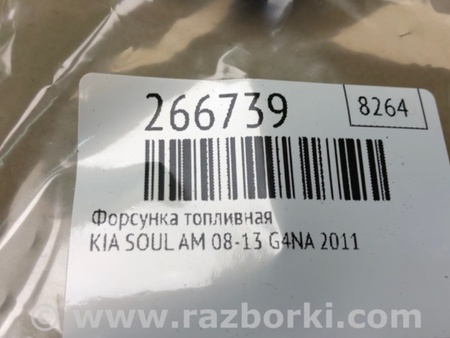 266739
8264
Форсунка топливная
KIA SOUL AM 08-13 G4NA 2011
www.razborki.com